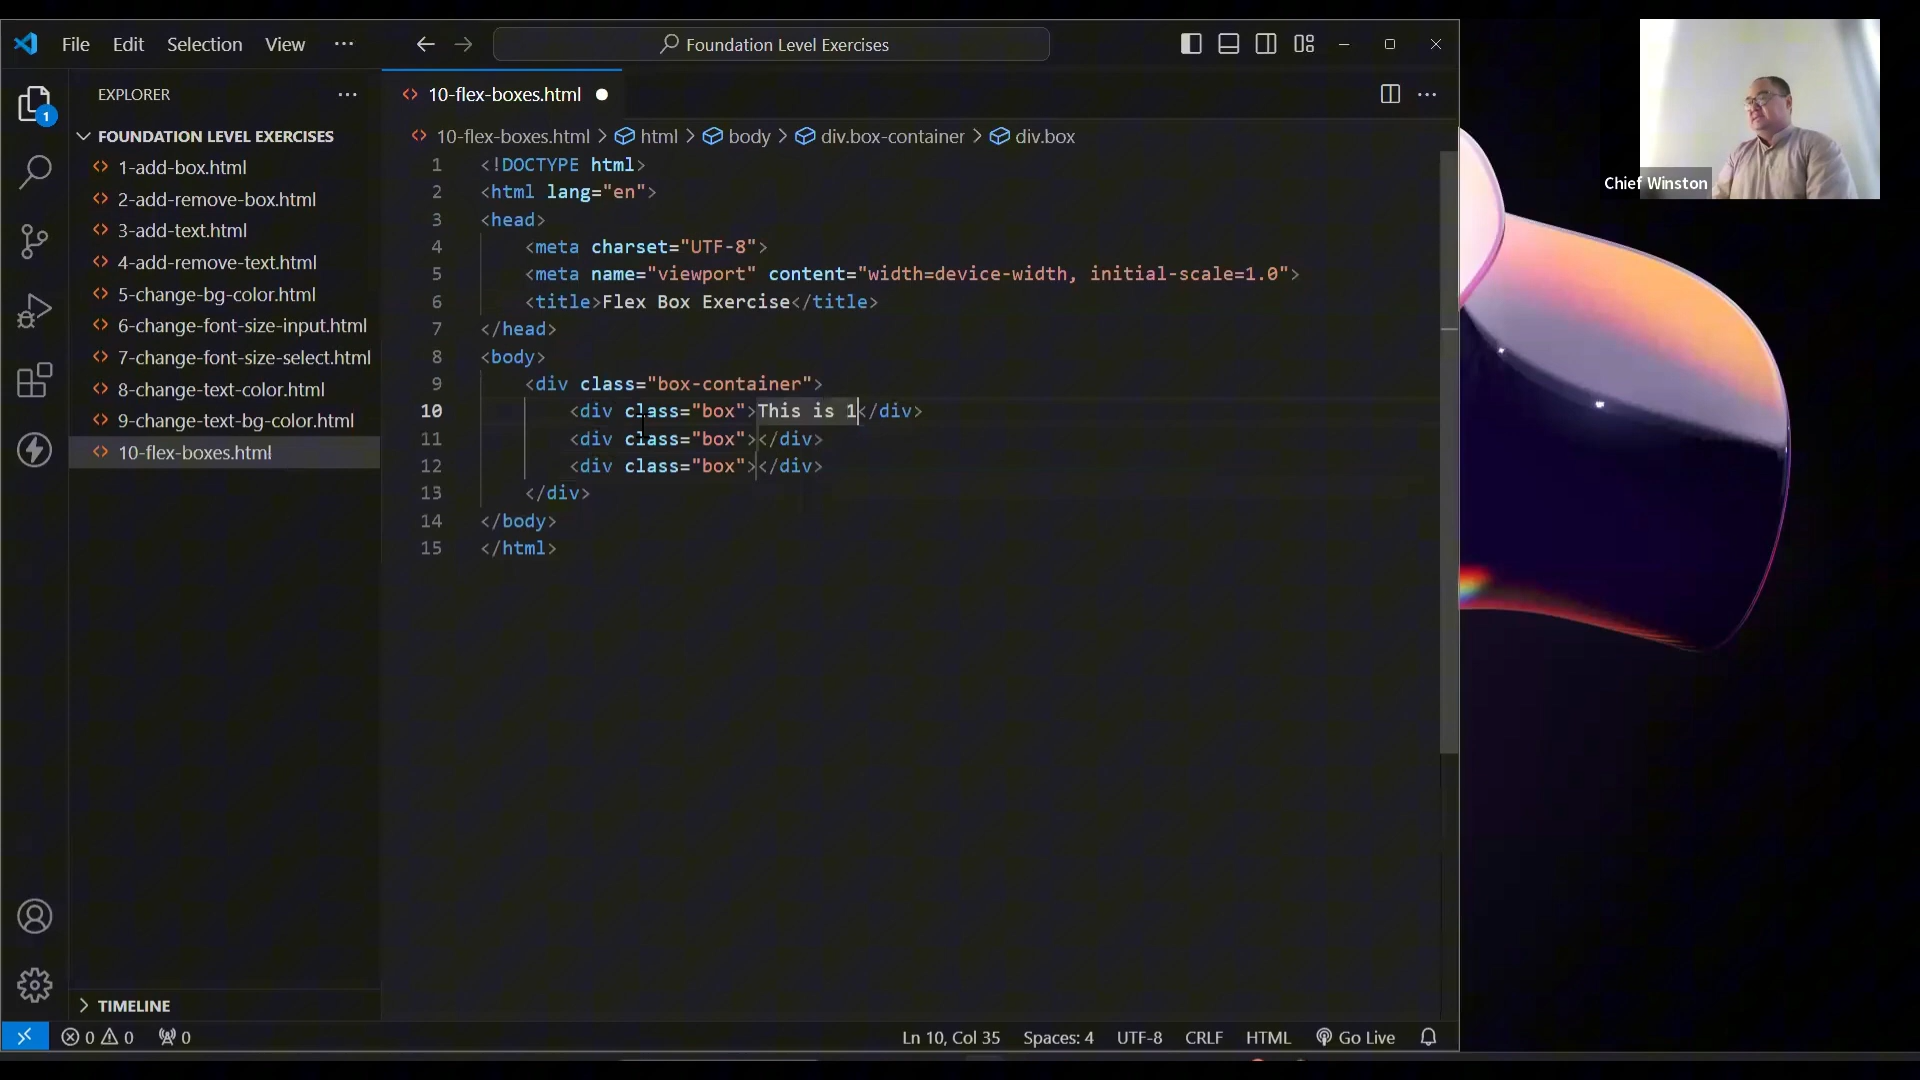 File Edit Selection View ···
Foundation Level Exercises
Chief Winston
1
EXPLORER ···
FOUNDATION LEVEL EXERCISES
1-add-box.html
2-add-remove-box.html
3-add-text.html
4-add-remove-text.html
5-change-bg-color.html
6-change-font-size-input.html
7-change-font-size-select.html
8-change-text-color.html
9-change-text-bg-color.html
10-flex-boxes.html
TIMELINE
10-flex-boxes.html
10-flex-boxes.html > html > body > div.box-container > div.box
1 <!DOCTYPE html>
2 <html lang="en">
3 <head>
4 <meta charset="UTF-8">
5 <meta name="viewport" content="width=device-width, initial-scale=1.0">
6 <title>Flex Box Exercise</title>
7 </head>
8 <body>
9 <div class="box-container">
10 <div class="box">This is 1</div>
11 <div class="box"></div>
12 <div class="box"></div>
13 </div>
14 </body>
15 </html>
0 0 0 Ln 10, Col 35 Spaces: 4 UTF-8 CRLF HTML Go Live